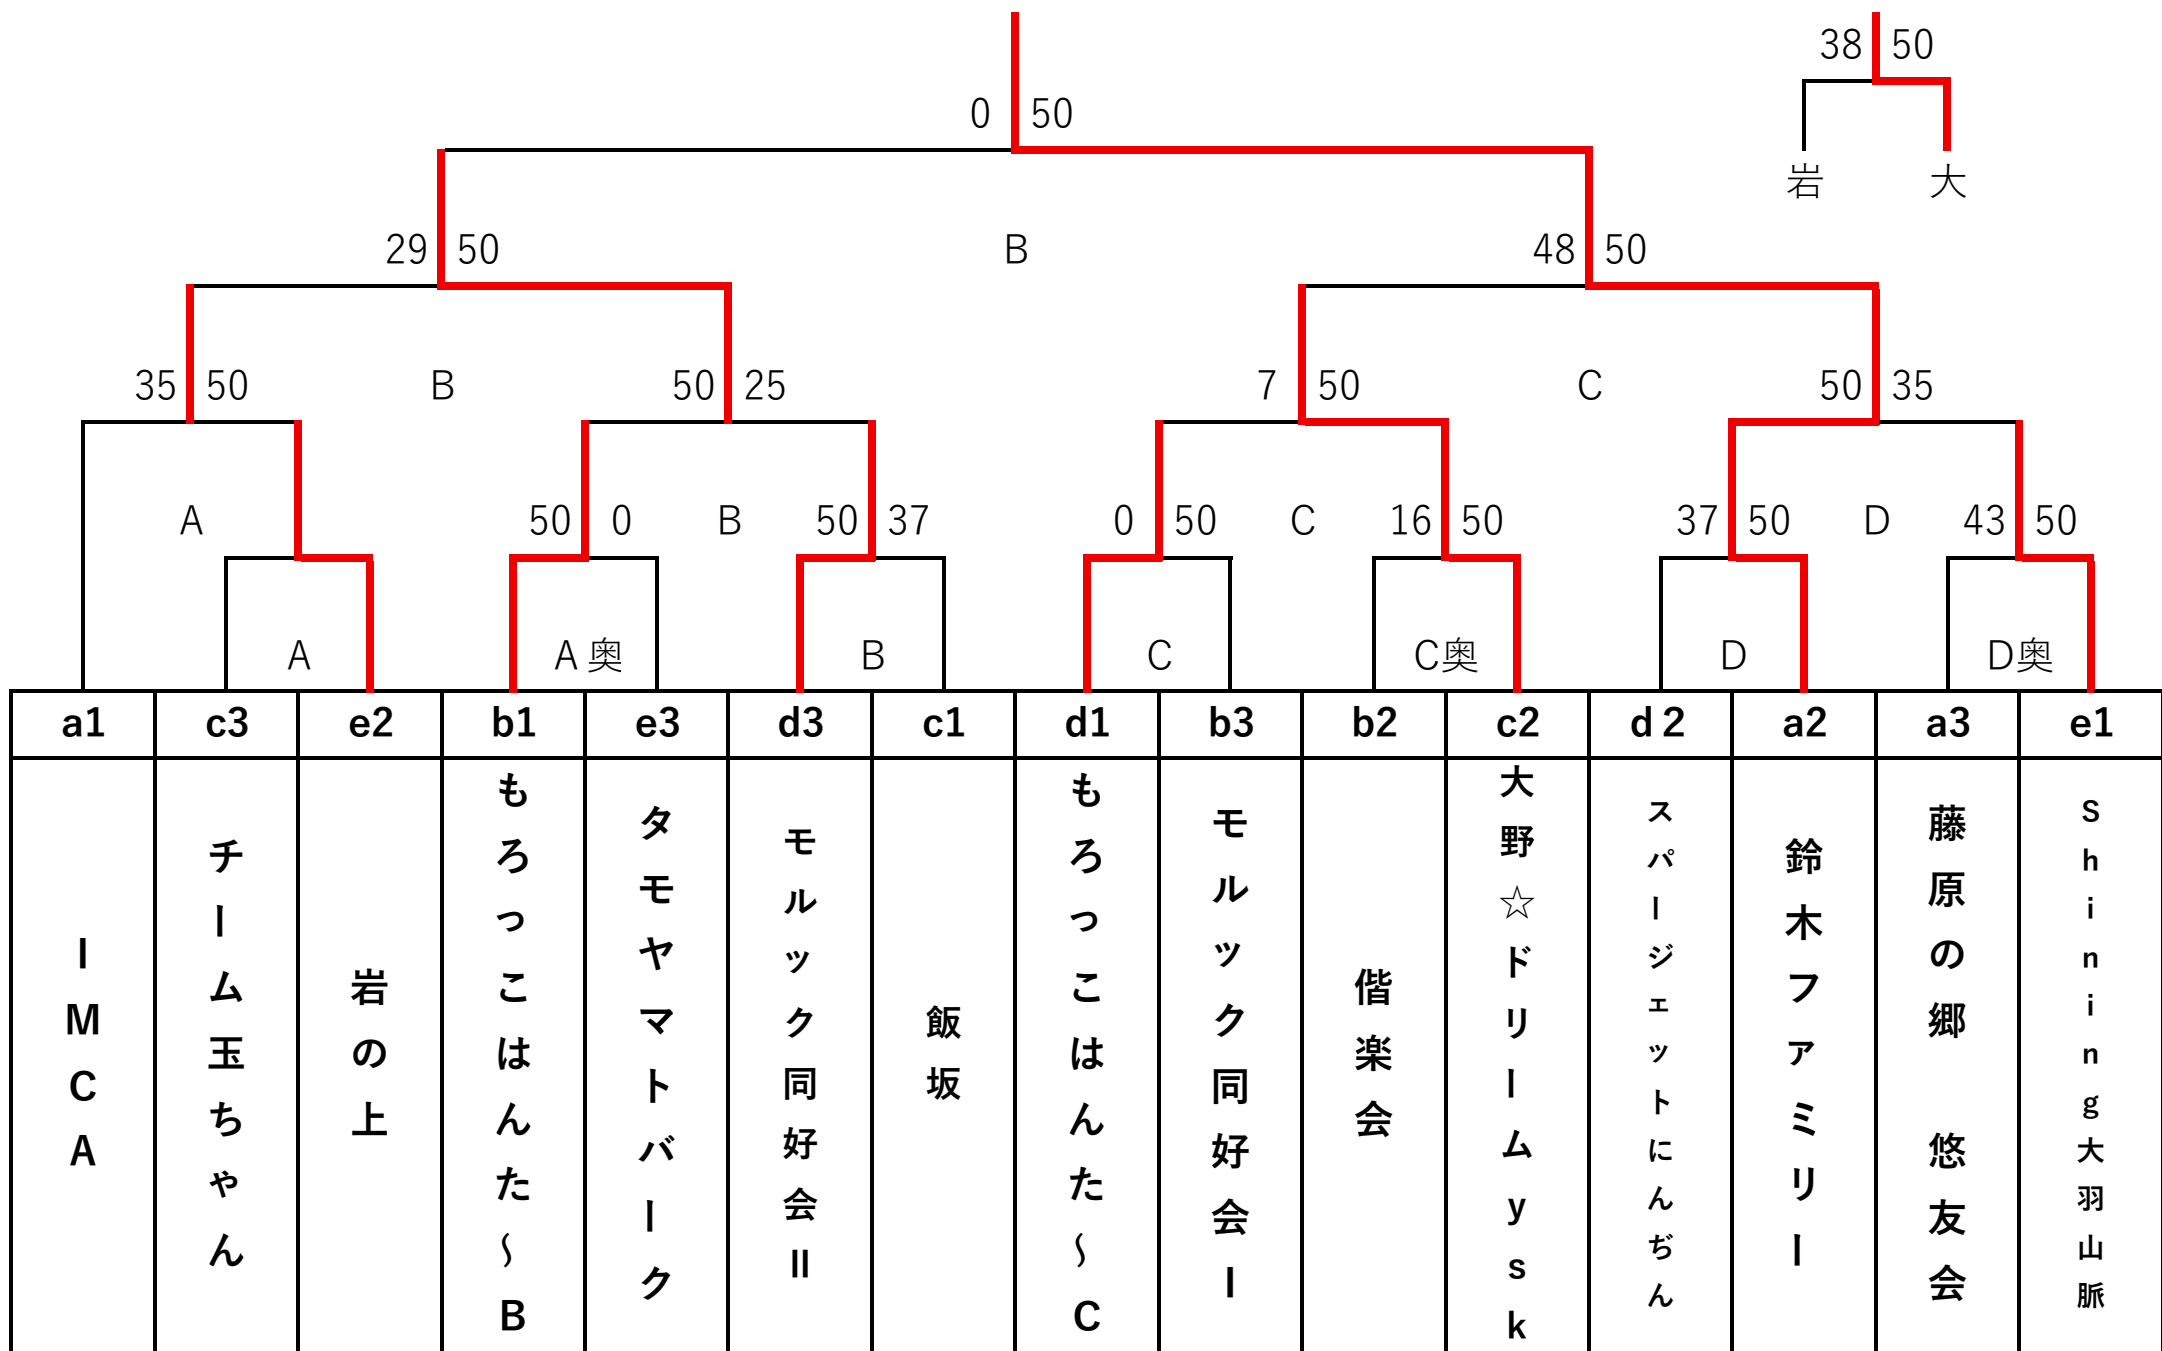 38 50
0 50
岩 大
29 50 B 48 50
35 50 B 50 25 7 50 C 50 35
A 50 0 B 50 37 0 50 C 16 50 37 50 D 43 50
A A奥 B C C奥 D D奥
a1 c3 e2 b1 e3 d3 c1 d1 b3 b2 c2 d２ a2 a3 e1
ＩＭＣＡ
チーム玉ちゃん
岩の上
もろっこはんた～Ｂ
タモヤマトバーク
モルック同好会Ⅱ
飯坂
もろっこはんた～Ｃ
モルック同好会Ⅰ
偕楽会
大野☆ドリームｙｓｋ
スパージェットにんぢん
鈴木ファミリー
藤原の郷　悠友会
Ｓｈｉｎｉｎｇ大羽山脈